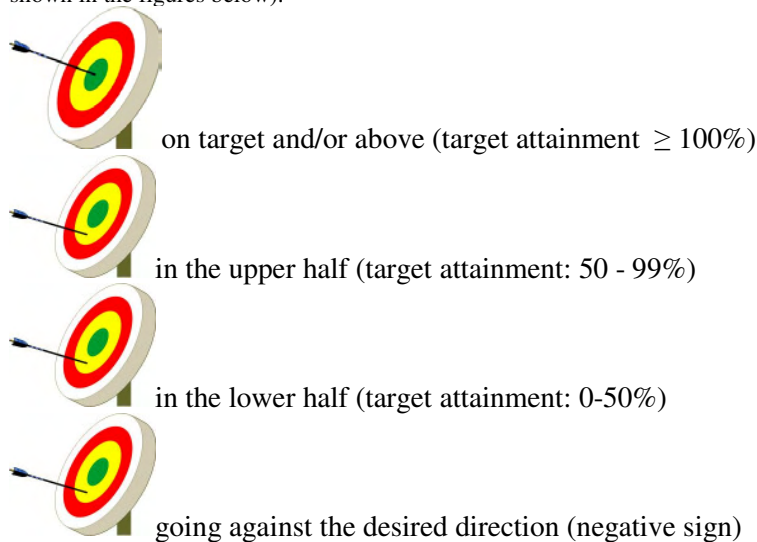 shown in the figures below).
on target and/or above (target attainment ≥ 100%)
in the upper half (target attainment: 50 - 99%)
in the lower half (target attainment: 0-50%)
going against the desired direction (negative sign)